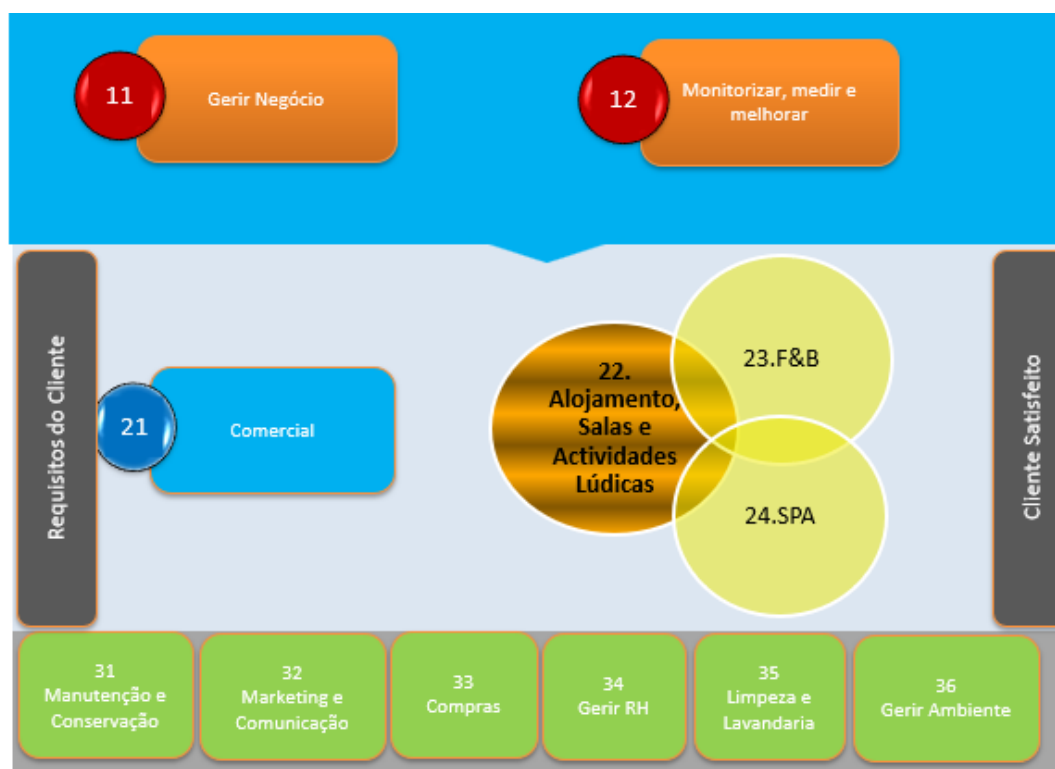 11
Gerir Negócio
12
Monitorizar, medir e
melhorar
Requisitos do Cliente
21
Comercial
22.
Alojamento,
Salas e
Actividades
Lúdicas
23.F&B
24.SPA
Cliente Satisfeito
31
Manutenção e
Conservação
32
Marketing e
Comunicação
33
Compras
34
Gerir RH
35
Limpeza e
Lavandaria
36
Gerir Ambiente